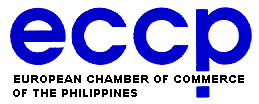 eccp
EUROPEAN CHAMBER OF COMMERCE
OF THE PHILIPPINES